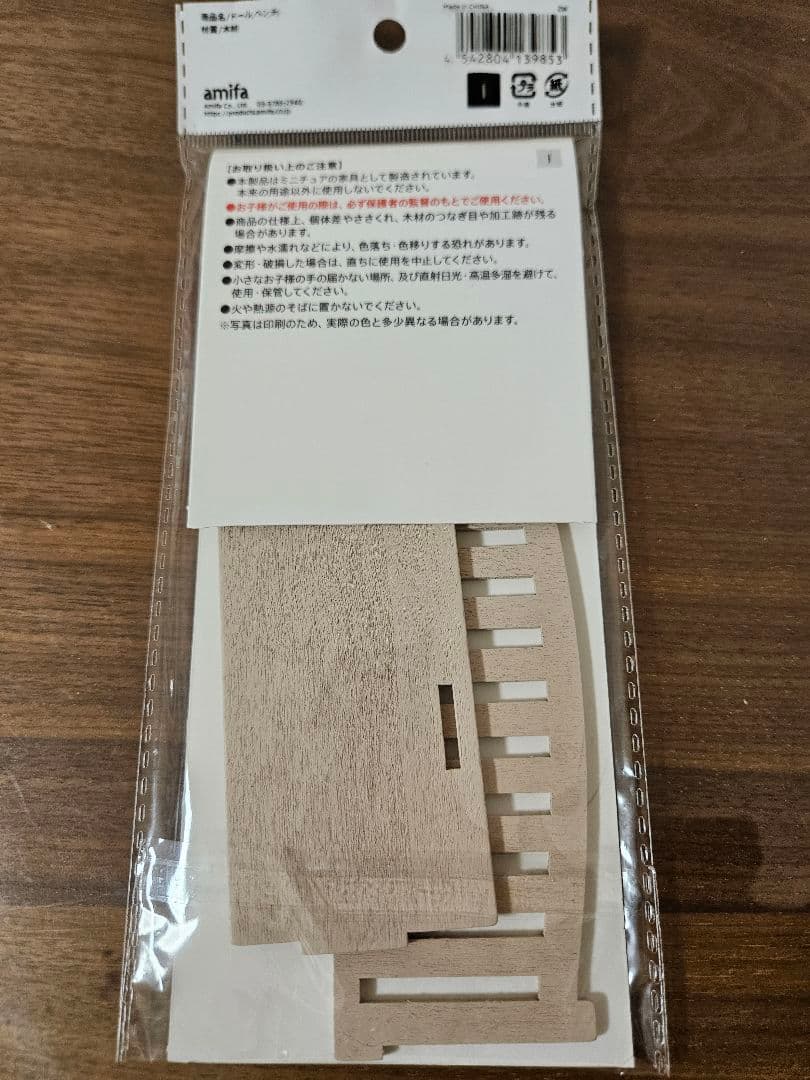 商品名/ドール(ベンチ)
材質/木材
Made in CHINA
4 542804 139853
amifa
Amifa Co., Ltd.
プラ
紙
外装
台紙
【お取り扱い上のご注意】
●本製品はミニチュアの家具として製造されています。
本来の用途以外に使用しないでください。
●お子様がご使用の際は、必ず保護者の監督のもとでご使用ください。
●商品の仕様上、個体差やささくれ、木材のつなぎ目や加工跡が残る
場合があります。
●摩擦や水濡れなどにより、色落ち・色移りする恐れがあります。
●変形・破損した場合は、直ちに使用を中止してください。
●小さなお子様の手の届かない場所、及び直射日光・高温多湿を避けて、
使用・保管してください。
●火や熱源のそばに置かないでください。
※写真は印刷のため、実際の色と多少異なる場合があります。